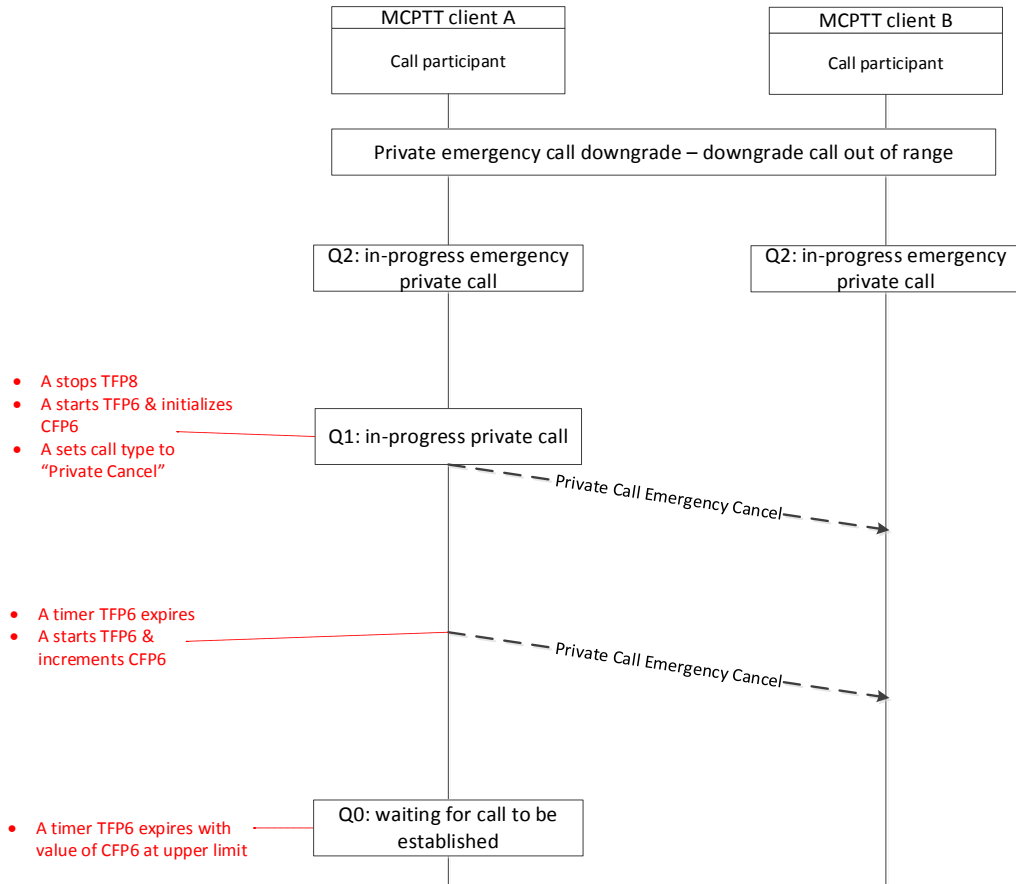 MCPTT client A
Call participant
MCPTT client B
Call participant
Private emergency call downgrade – downgrade call out of range
Q2: in-progress emergency
private call
Q2: in-progress emergency
private call
• A stops TFP8
• A starts TFP6 & initializes
CFP6
• A sets call type to
“Private Cancel”
Q1: in-progress private call
Private Call Emergency Cancel
• A timer TFP6 expires
• A starts TFP6 &
increments CFP6
Private Call Emergency Cancel
Q0: waiting for call to be
established
• A timer TFP6 expires with
value of CFP6 at upper limit